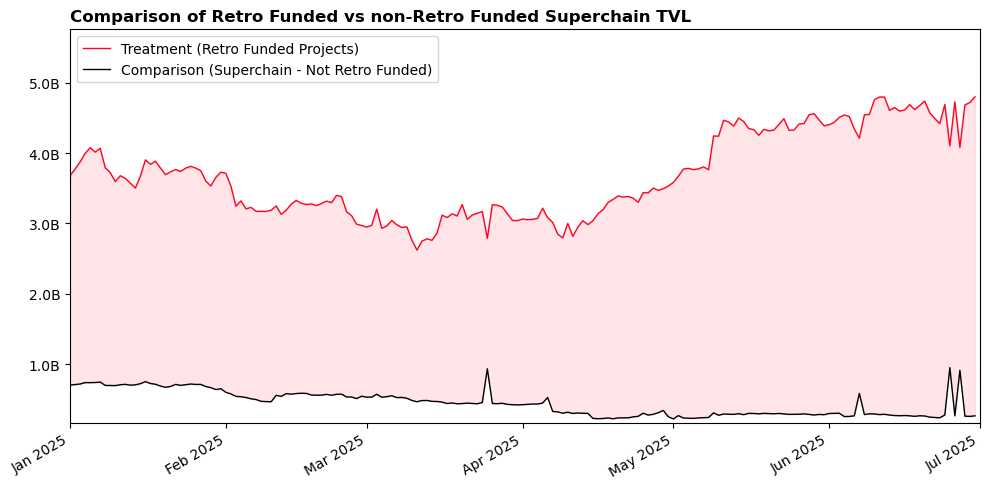 Comparison of Retro Funded vs non-Retro Funded Superchain TVL
Treatment (Retro Funded Projects)
Comparison (Superchain - Not Retro Funded)
5.0B
4.0B
3.0B
2.0B
1.0B
Jan 2025
Feb 2025
Mar 2025
Apr 2025
May 2025
Jun 2025
Jul 2025